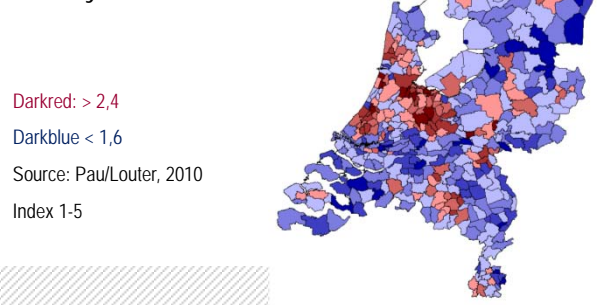 Darkred: > 2,4
Darkblue < 1,6
Source: Pau/Louter, 2010
Index 1-5